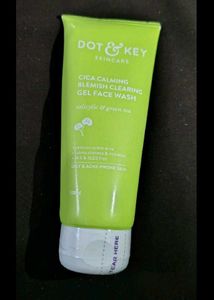 DOT & KEY
SKINCARE
CICA CALMING
BLEMISH CLEARING
GEL FACE WASH
salicylic & green tea
OILY & ACNE-PRONE SKIN
TEAR HERE